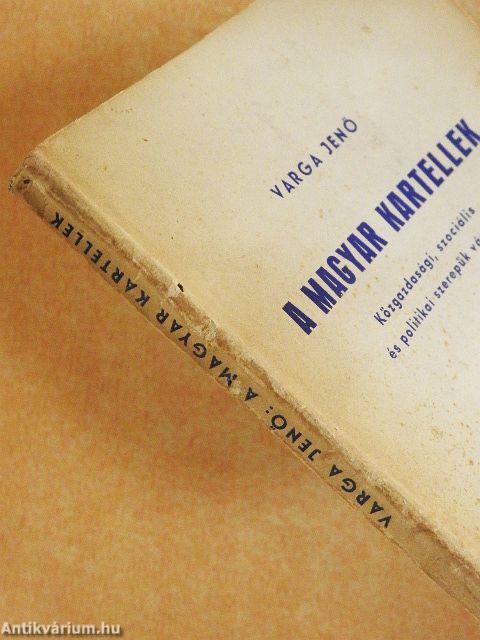 VARGA JENŐ
A MAGYAR KARTELLEK
Közgazdasági, szociális
és politikai szerepük
VARGA JENŐ: A MAGYAR KARTELLEK
Antikvárium.hu